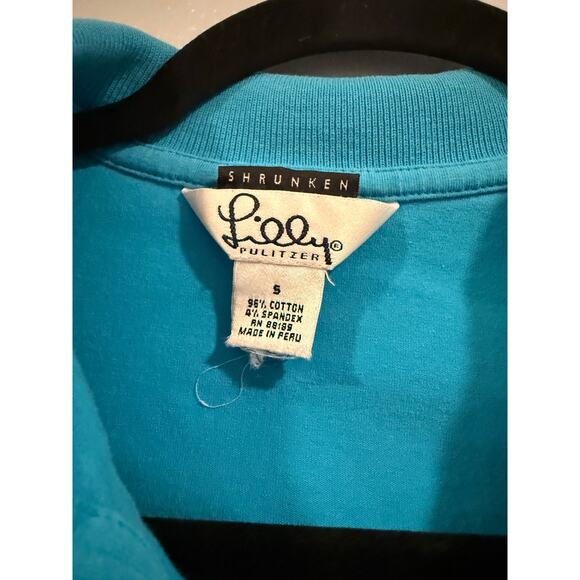 SHRUNKEN
Lilly®
PULITZER
S
96% COTTON
4% SPANDEX
RN 88189
MADE IN PERU